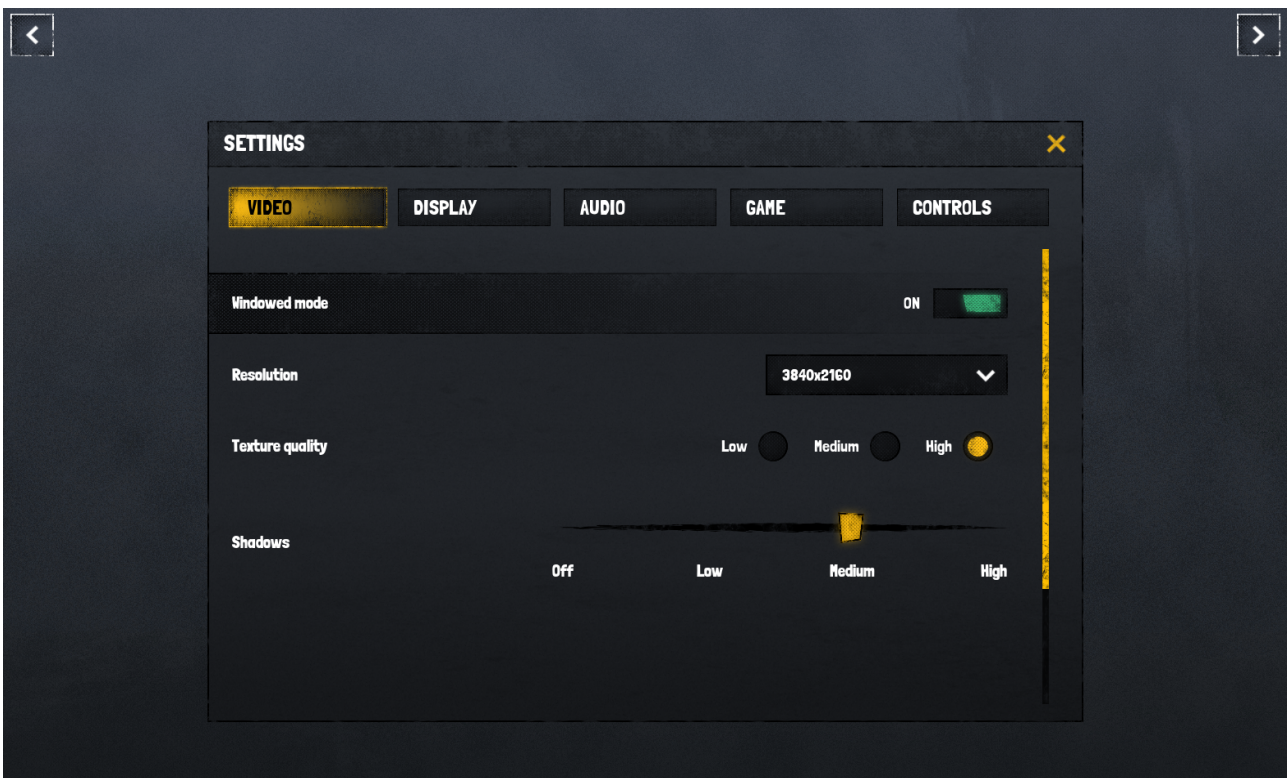 SETTINGS
VIDEO DISPLAY AUDIO GAME CONTROLS
Windowed mode ON
Resolution 3840x2160
Texture quality Low Medium High
Shadows
Off Low Medium High